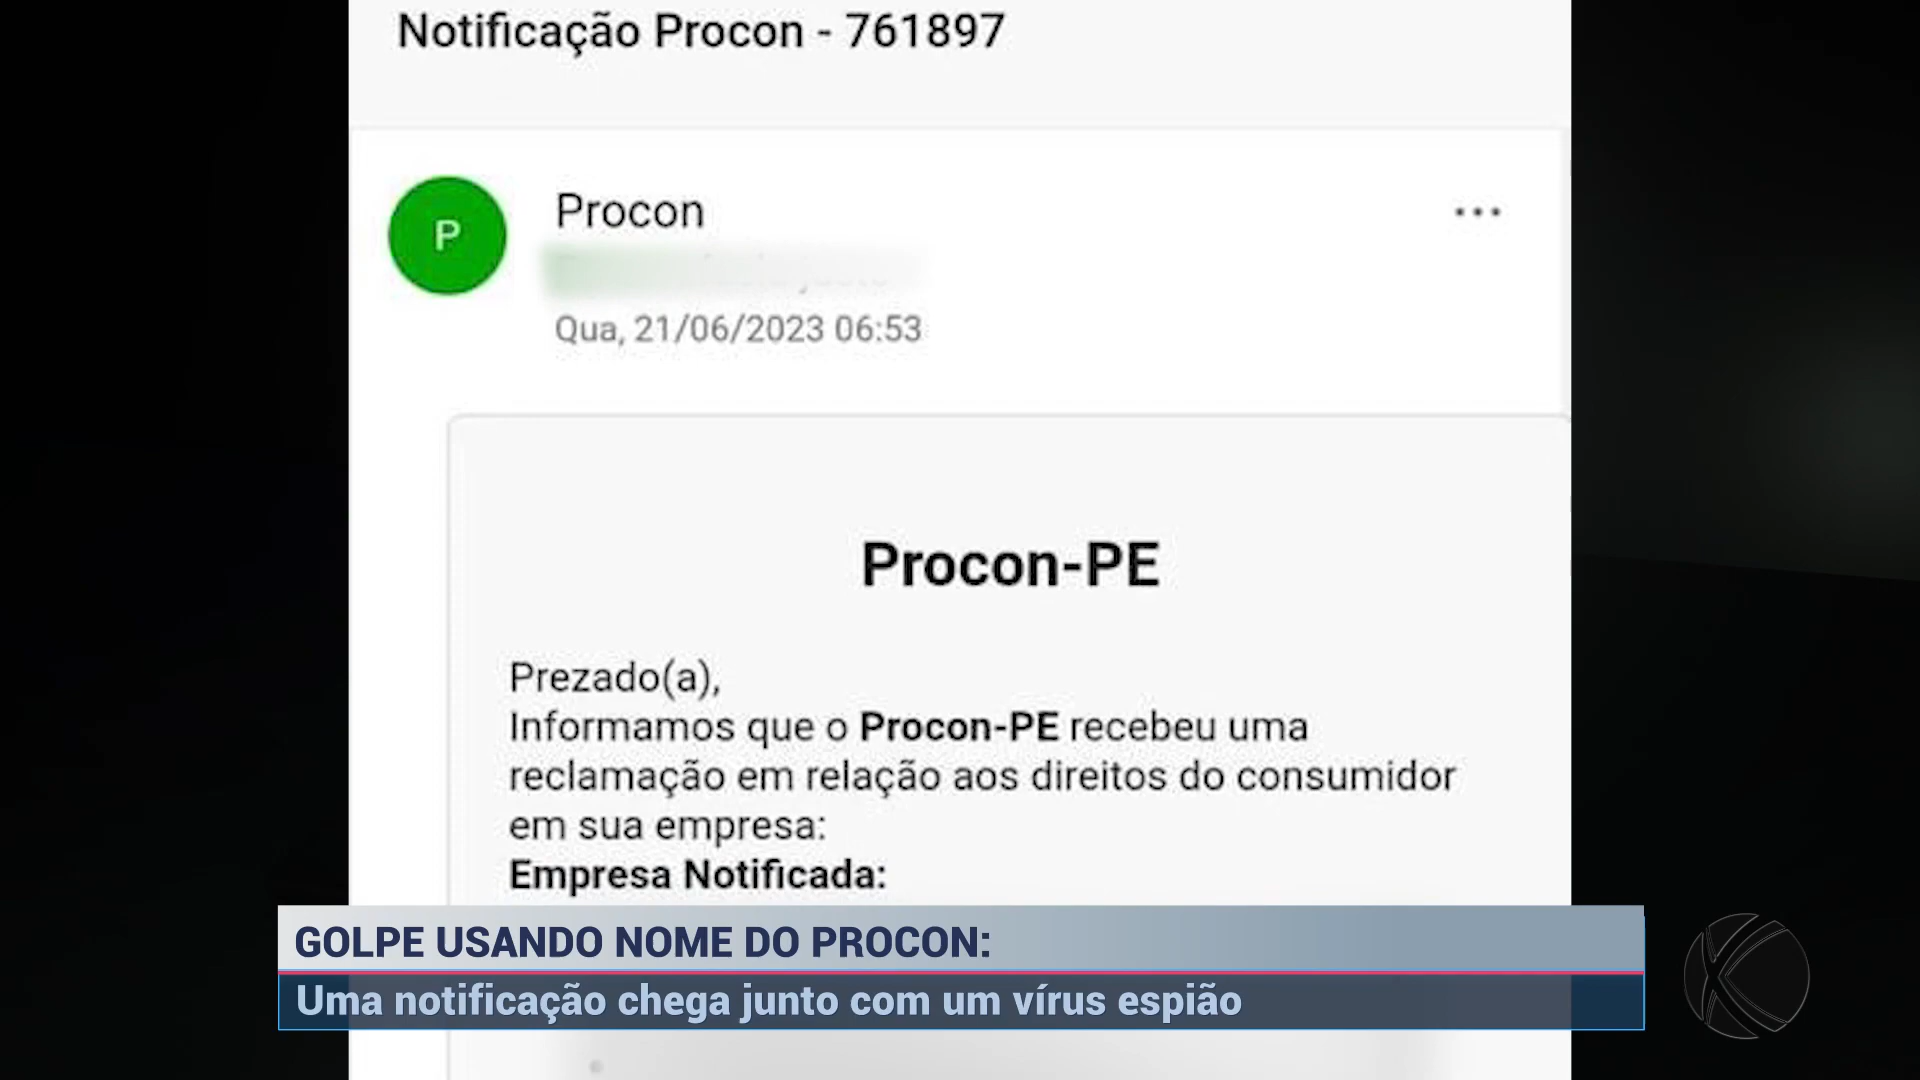 Notificação Procon - 761897
P
Procon
Qua, 21/06/2023 06:53
Procon-PE
Prezado(a),
Informamos que o Procon-PE recebeu uma
reclamação em relação aos direitos do consumidor
em sua empresa:
Empresa Notificada:
GOLPE USANDO NOME DO PROCON:
Uma notificação chega junto com um vírus espião